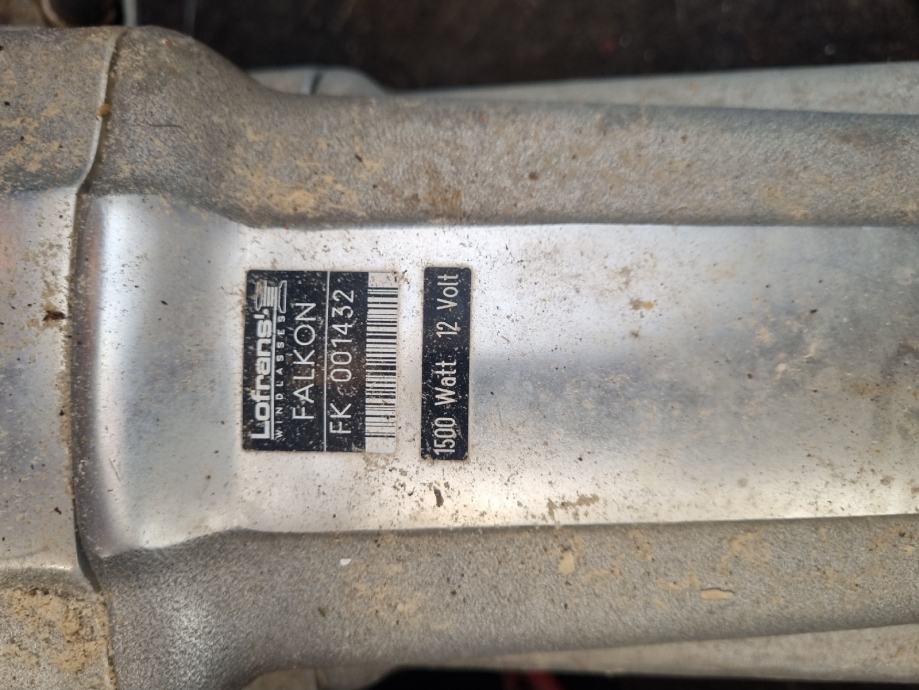 Lofrans'
WINDLASSES
FALKON
FK 001432
1500 Watt 12 Volt